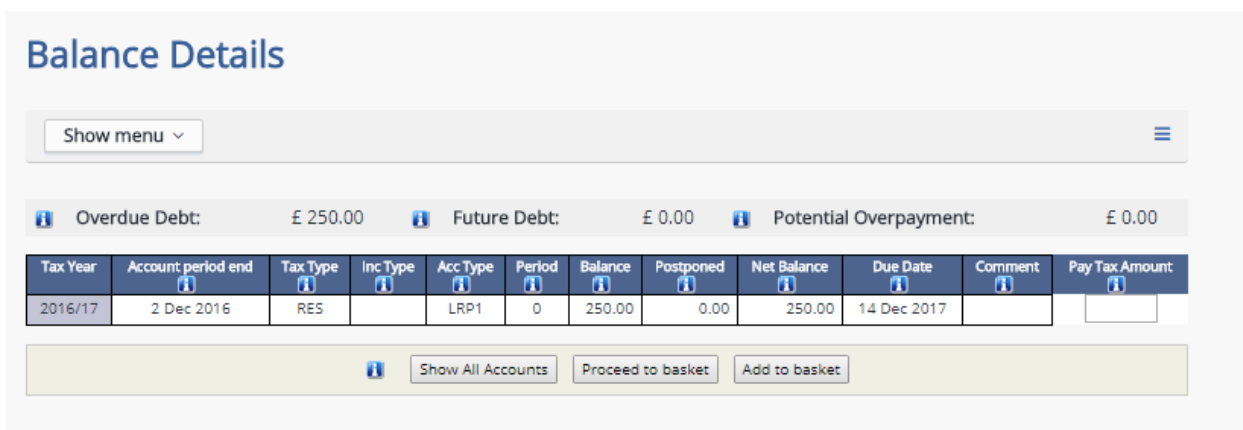 Balance Details
Show menu
Overdue Debt: £ 250.00 Future Debt: £ 0.00 Potential Overpayment: £ 0.00
Tax Year Account period end Tax Type Inc Type Acc Type Period Balance Postponed Net Balance Due Date Comment Pay Tax Amount
2016/17 2 Dec 2016 RES LRP1 0 250.00 0.00 250.00 14 Dec 2017
Show All Accounts Proceed to basket Add to basket